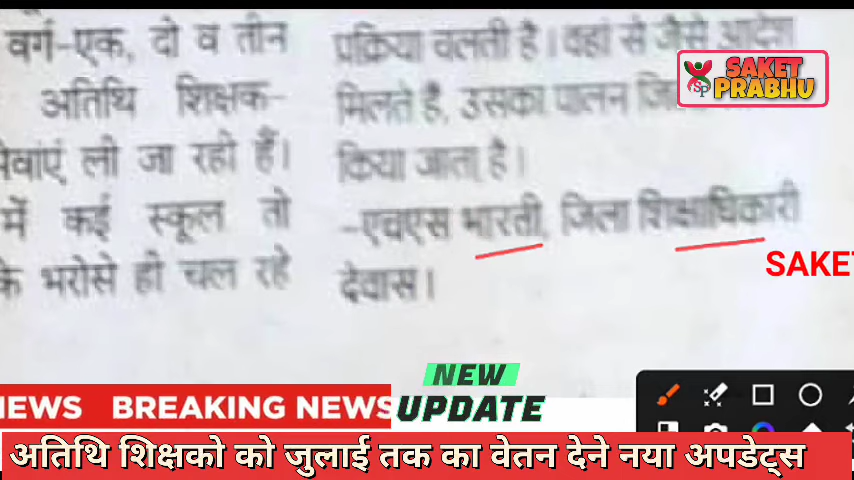 वर्ग-एक, दो व तीन
अतिथि शिक्षक-
सेवाएं ली जा रही हैं।
में कई स्कूल तो
के भरोसे ही चल रहे
प्रक्रिया चलती है। वहां से जैसे आदेश
मिलते है, उसका पालन
किया जाता है।
-एचएस भारती, जिला शिक्षाधिकारी
देवास।
SAKET
PRABHU
SP
SAKET
NEWS BREAKING NEWS
NEW
UPDATE
अतिथि शिक्षको को जुलाई तक का वेतन देने नया अपडेट्स